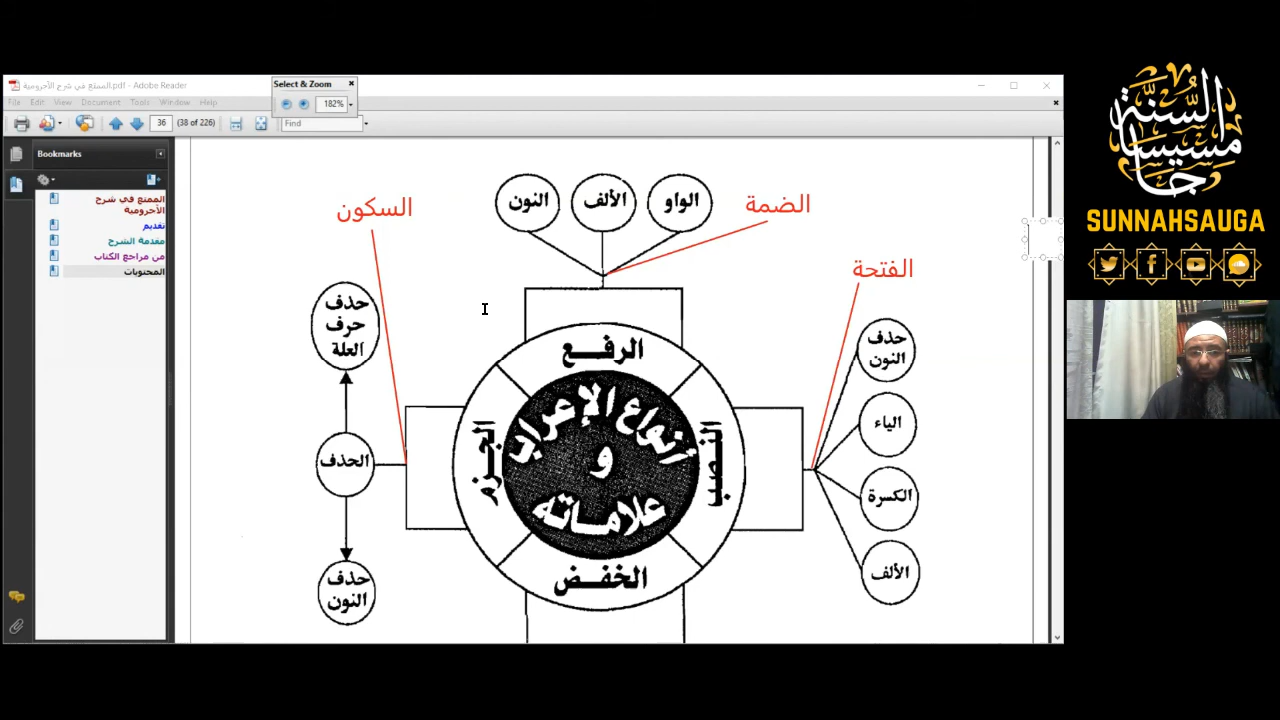 الممتع في شرح الآجرومية.pdf - Adobe Reader
File Edit View Document Tools Window Help
Select & Zoom
182%
36 (38 of 226)
Find
Bookmarks
الممتع في شرح
الآجرومية
تقديم
مقدمة الشرح
من مراجع الكتاب
المحتويات
السكون
النون
الألف
الواو
الضمة
الفتحة
حذف
حرف
العلة
الحذف
حذف
النون
الرفع
النصب
الخفض
الجزم
أنواع الإعراب
و
علاماته
حذف
النون
الياء
الكسرة
الألف
السنة
مسيساجا
SUNNAHSAUGA